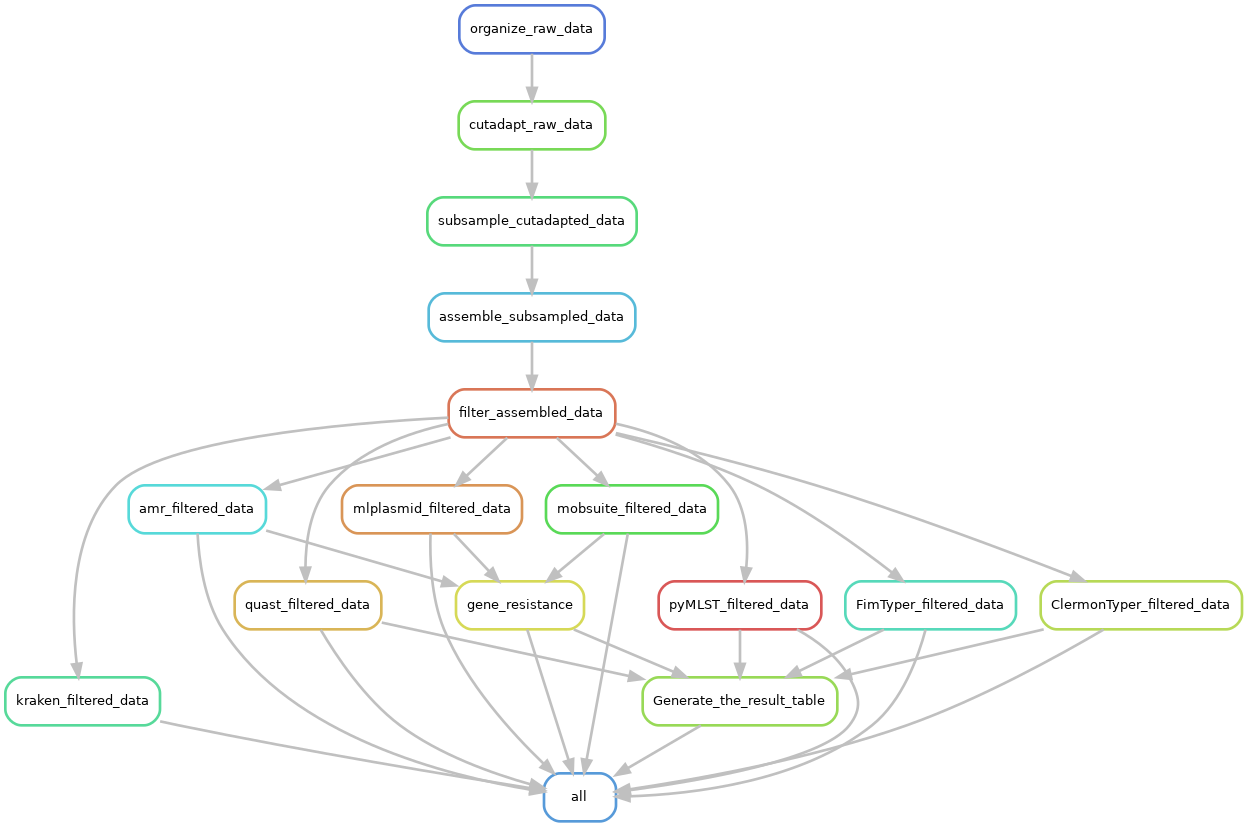 organize_raw_data
cutadapt_raw_data
subsample_cutadapted_data
assemble_subsampled_data
filter_assembled_data
amr_filtered_data
mlplasmid_filtered_data
mobsuite_filtered_data
quast_filtered_data
gene_resistance
pyMLST_filtered_data
FimTyper_filtered_data
ClermonTyper_filtered_data
kraken_filtered_data
Generate_the_result_table
all